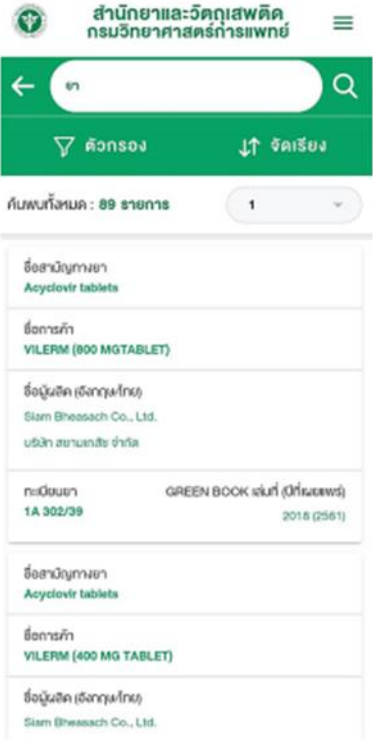 สำนักยาและวัตถุเสพติด
กรมวิทยาศาสตร์การแพทย์
ยา
ตัวกรอง
จัดเรียง
ค้นพบทั้งหมด : 89 รายการ
1
ชื่อสามัญทางยา
Acyclovir tablets
ชื่อการค้า
VILERM (800 MGTABLET)
ชื่อผู้ผลิต (อังกฤษ/ไทย)
Siam Bheasach Co., Ltd.
บริษัท สยามเภสัช จำกัด
ทะเบียนยา
GREEN BOOK เล่มที่ (ปีที่เผยแพร่)
1A 302/39
2018 (2561)
ชื่อสามัญทางยา
Acyclovir tablets
ชื่อการค้า
VILERM (400 MG TABLET)
ชื่อผู้ผลิต (อังกฤษ/ไทย)
Siam Bheasach Co., Ltd.